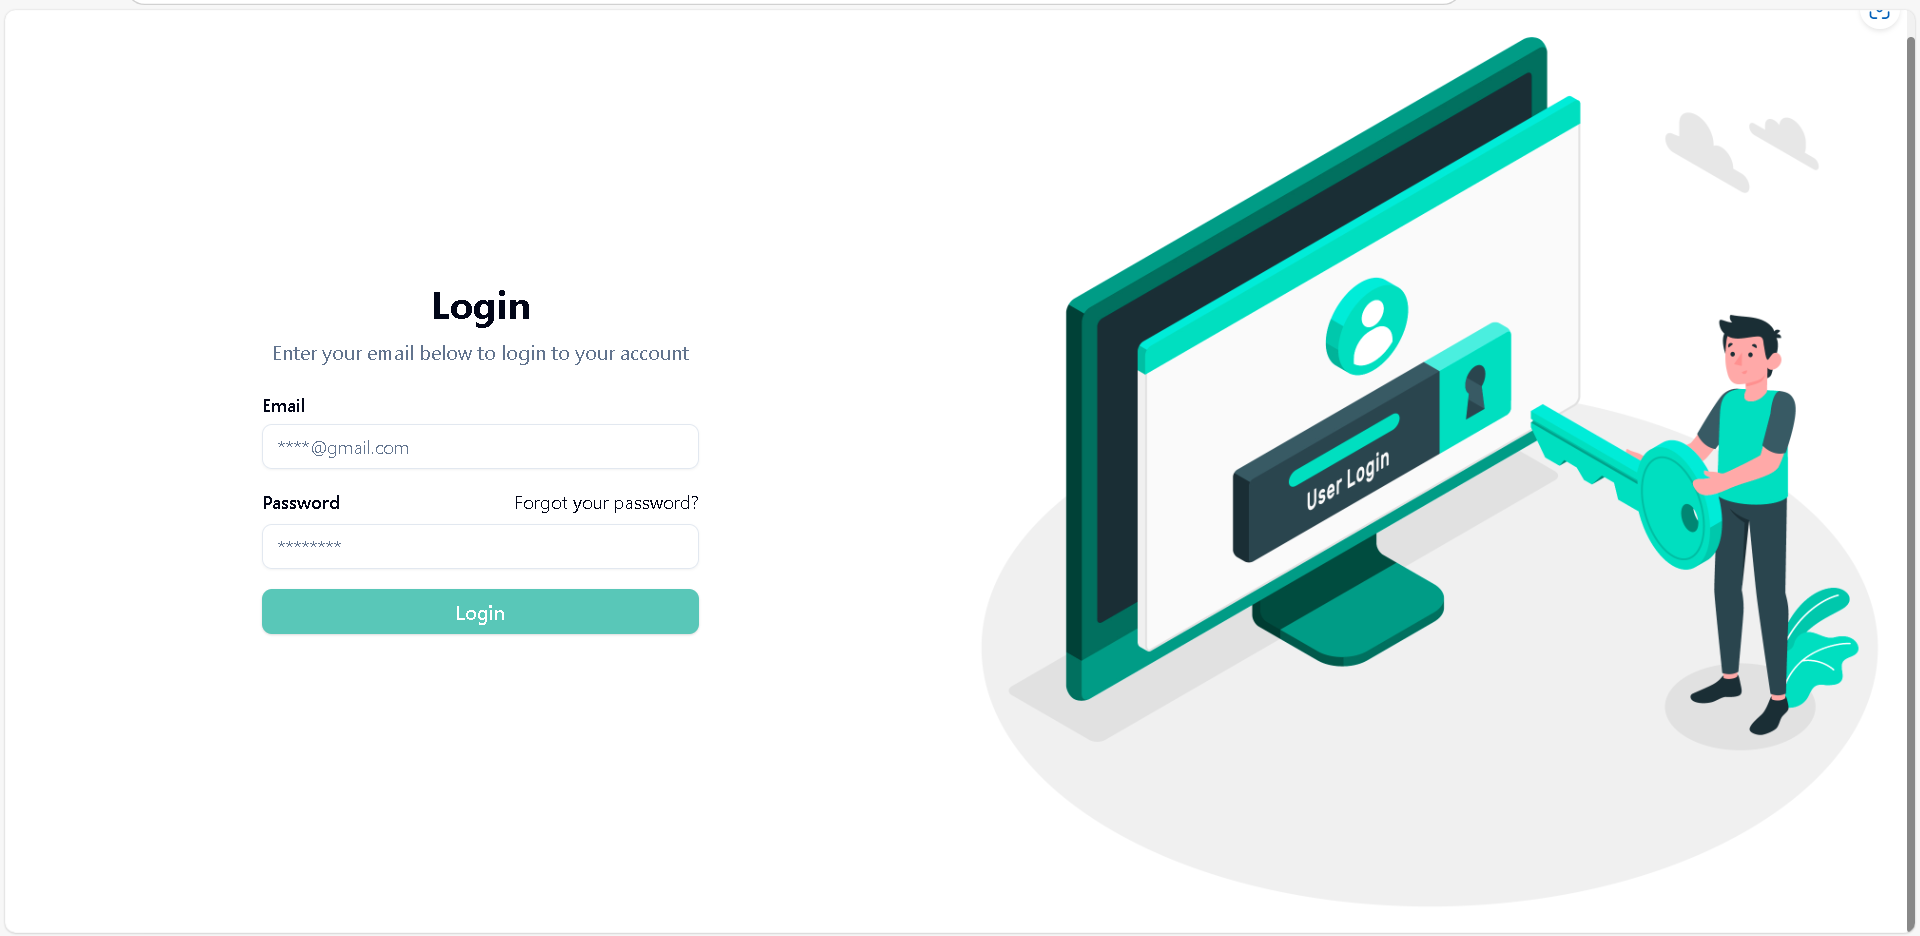 Login
Enter your email below to login to your account
Email
****@gmail.com
Password
Forgot your password?
********
Login
User Login